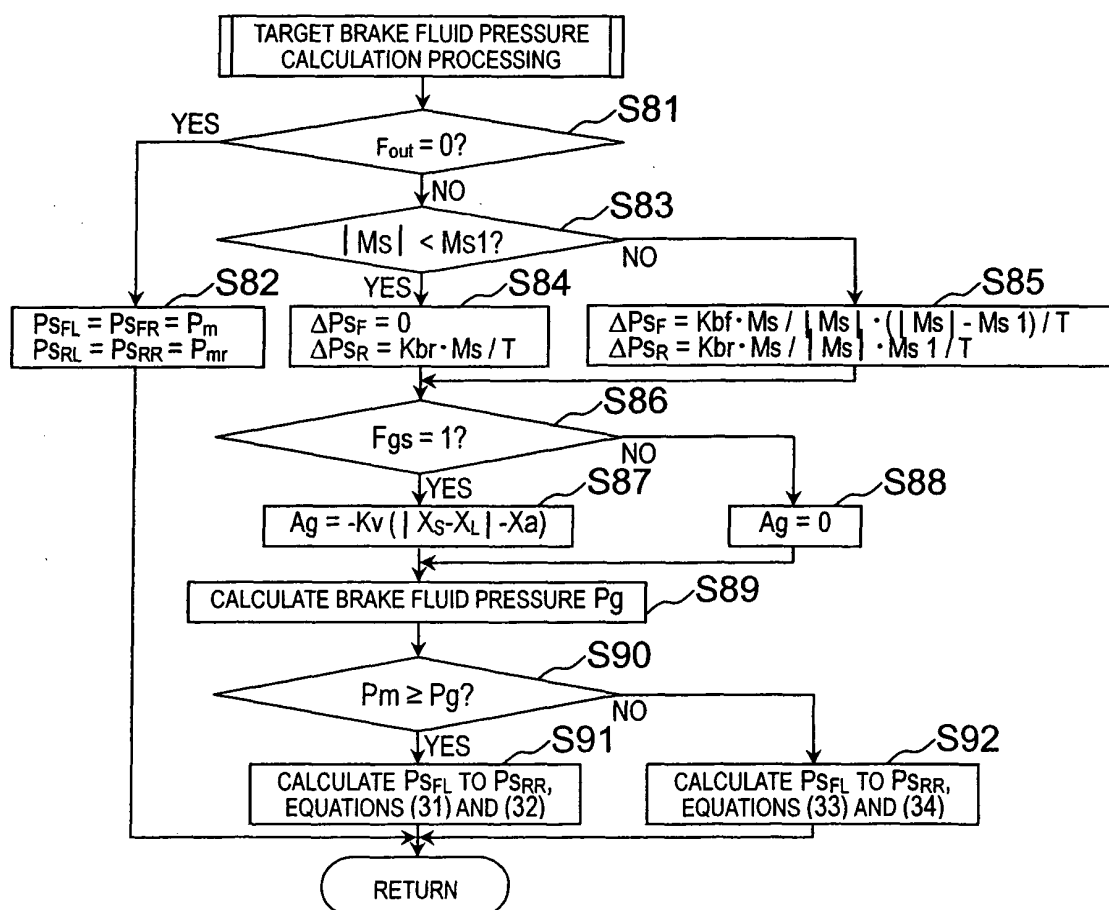 TARGET BRAKE FLUID PRESSURE
CALCULATION PROCESSING
S81
YES
Fout = 0?
NO
S83
| Ms | < Ms1?
NO
YES
S82
PsFL = PsFR = Pm
PsRL = PsRR = Pmr
S84
ΔPsF = 0
ΔPsR = Kbr・Ms / T
S85
ΔPsF = Kbf・Ms / | Ms | ・(| Ms | - Ms 1) / T
ΔPsR = Kbr・Ms / | Ms | ・Ms 1 / T
S86
Fgs = 1?
NO
YES
S87
Ag = -Kv (| XS-XL | -Xa)
S88
Ag = 0
CALCULATE BRAKE FLUID PRESSURE Pg
S89
S90
Pm ≥ Pg?
NO
YES
S91
CALCULATE PsFL TO PsRR,
EQUATIONS (31) AND (32)
S92
CALCULATE PsFL TO PsRR,
EQUATIONS (33) AND (34)
RETURN